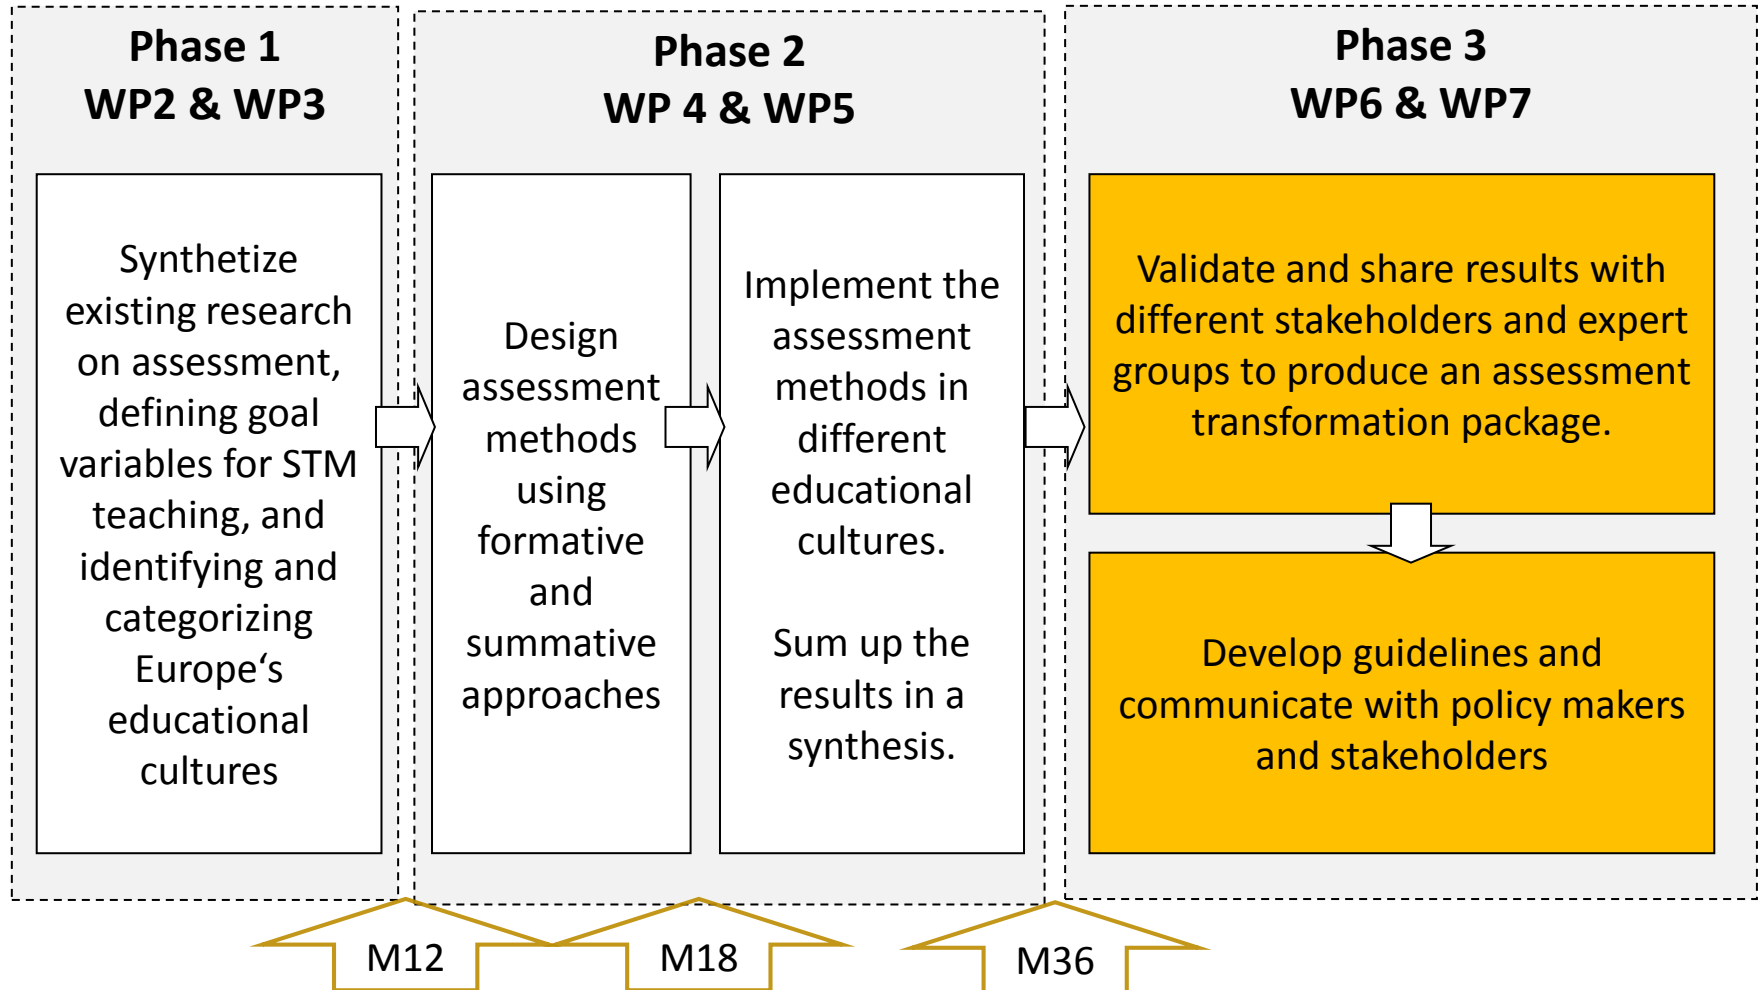 Phase 1
WP2 & WP3
Synthetize
existing research
on assessment,
defining goal
variables for STM
teaching, and
identifying and
categorizing
Europe‘s
educational
cultures
Phase 2
WP 4 & WP5
Design
assessment
methods
using
formative
and
summative
approaches
Implement the
assessment
methods in
different
educational
cultures.
Sum up the
results in a
synthesis.
Phase 3
WP6 & WP7
Validate and share results with
different stakeholders and expert
groups to produce an assessment
transformation package.
Develop guidelines and
communicate with policy makers
and stakeholders
M12
M18
M36